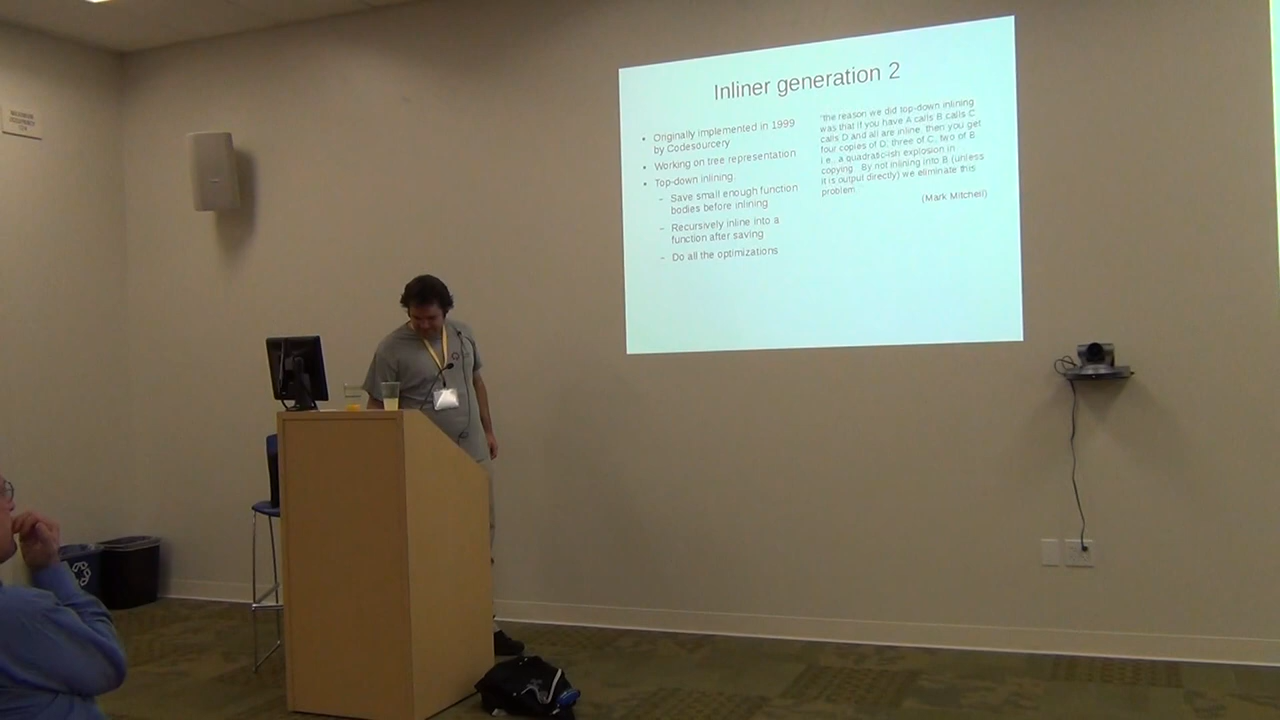 MAXIMUM
OCCUPANCY
Inliner generation 2
• Originally implemented in 1999
by Codesourcery
• Working on tree representation
• Top-down inlining
– Save small enough function
bodies before inlining
– Recursively inline into a
function after saving
– Do all the optimizations
"the reason we did top-down inlining
was that if you have A calls B calls C
calls D and all are inline, then you get
four copies of D, three of C, two of B
i.e., a quadratic-ish explosion in
copying. By not inlining into B (unless
it is output directly) we eliminate this
problem.
(Mark Mitchell)